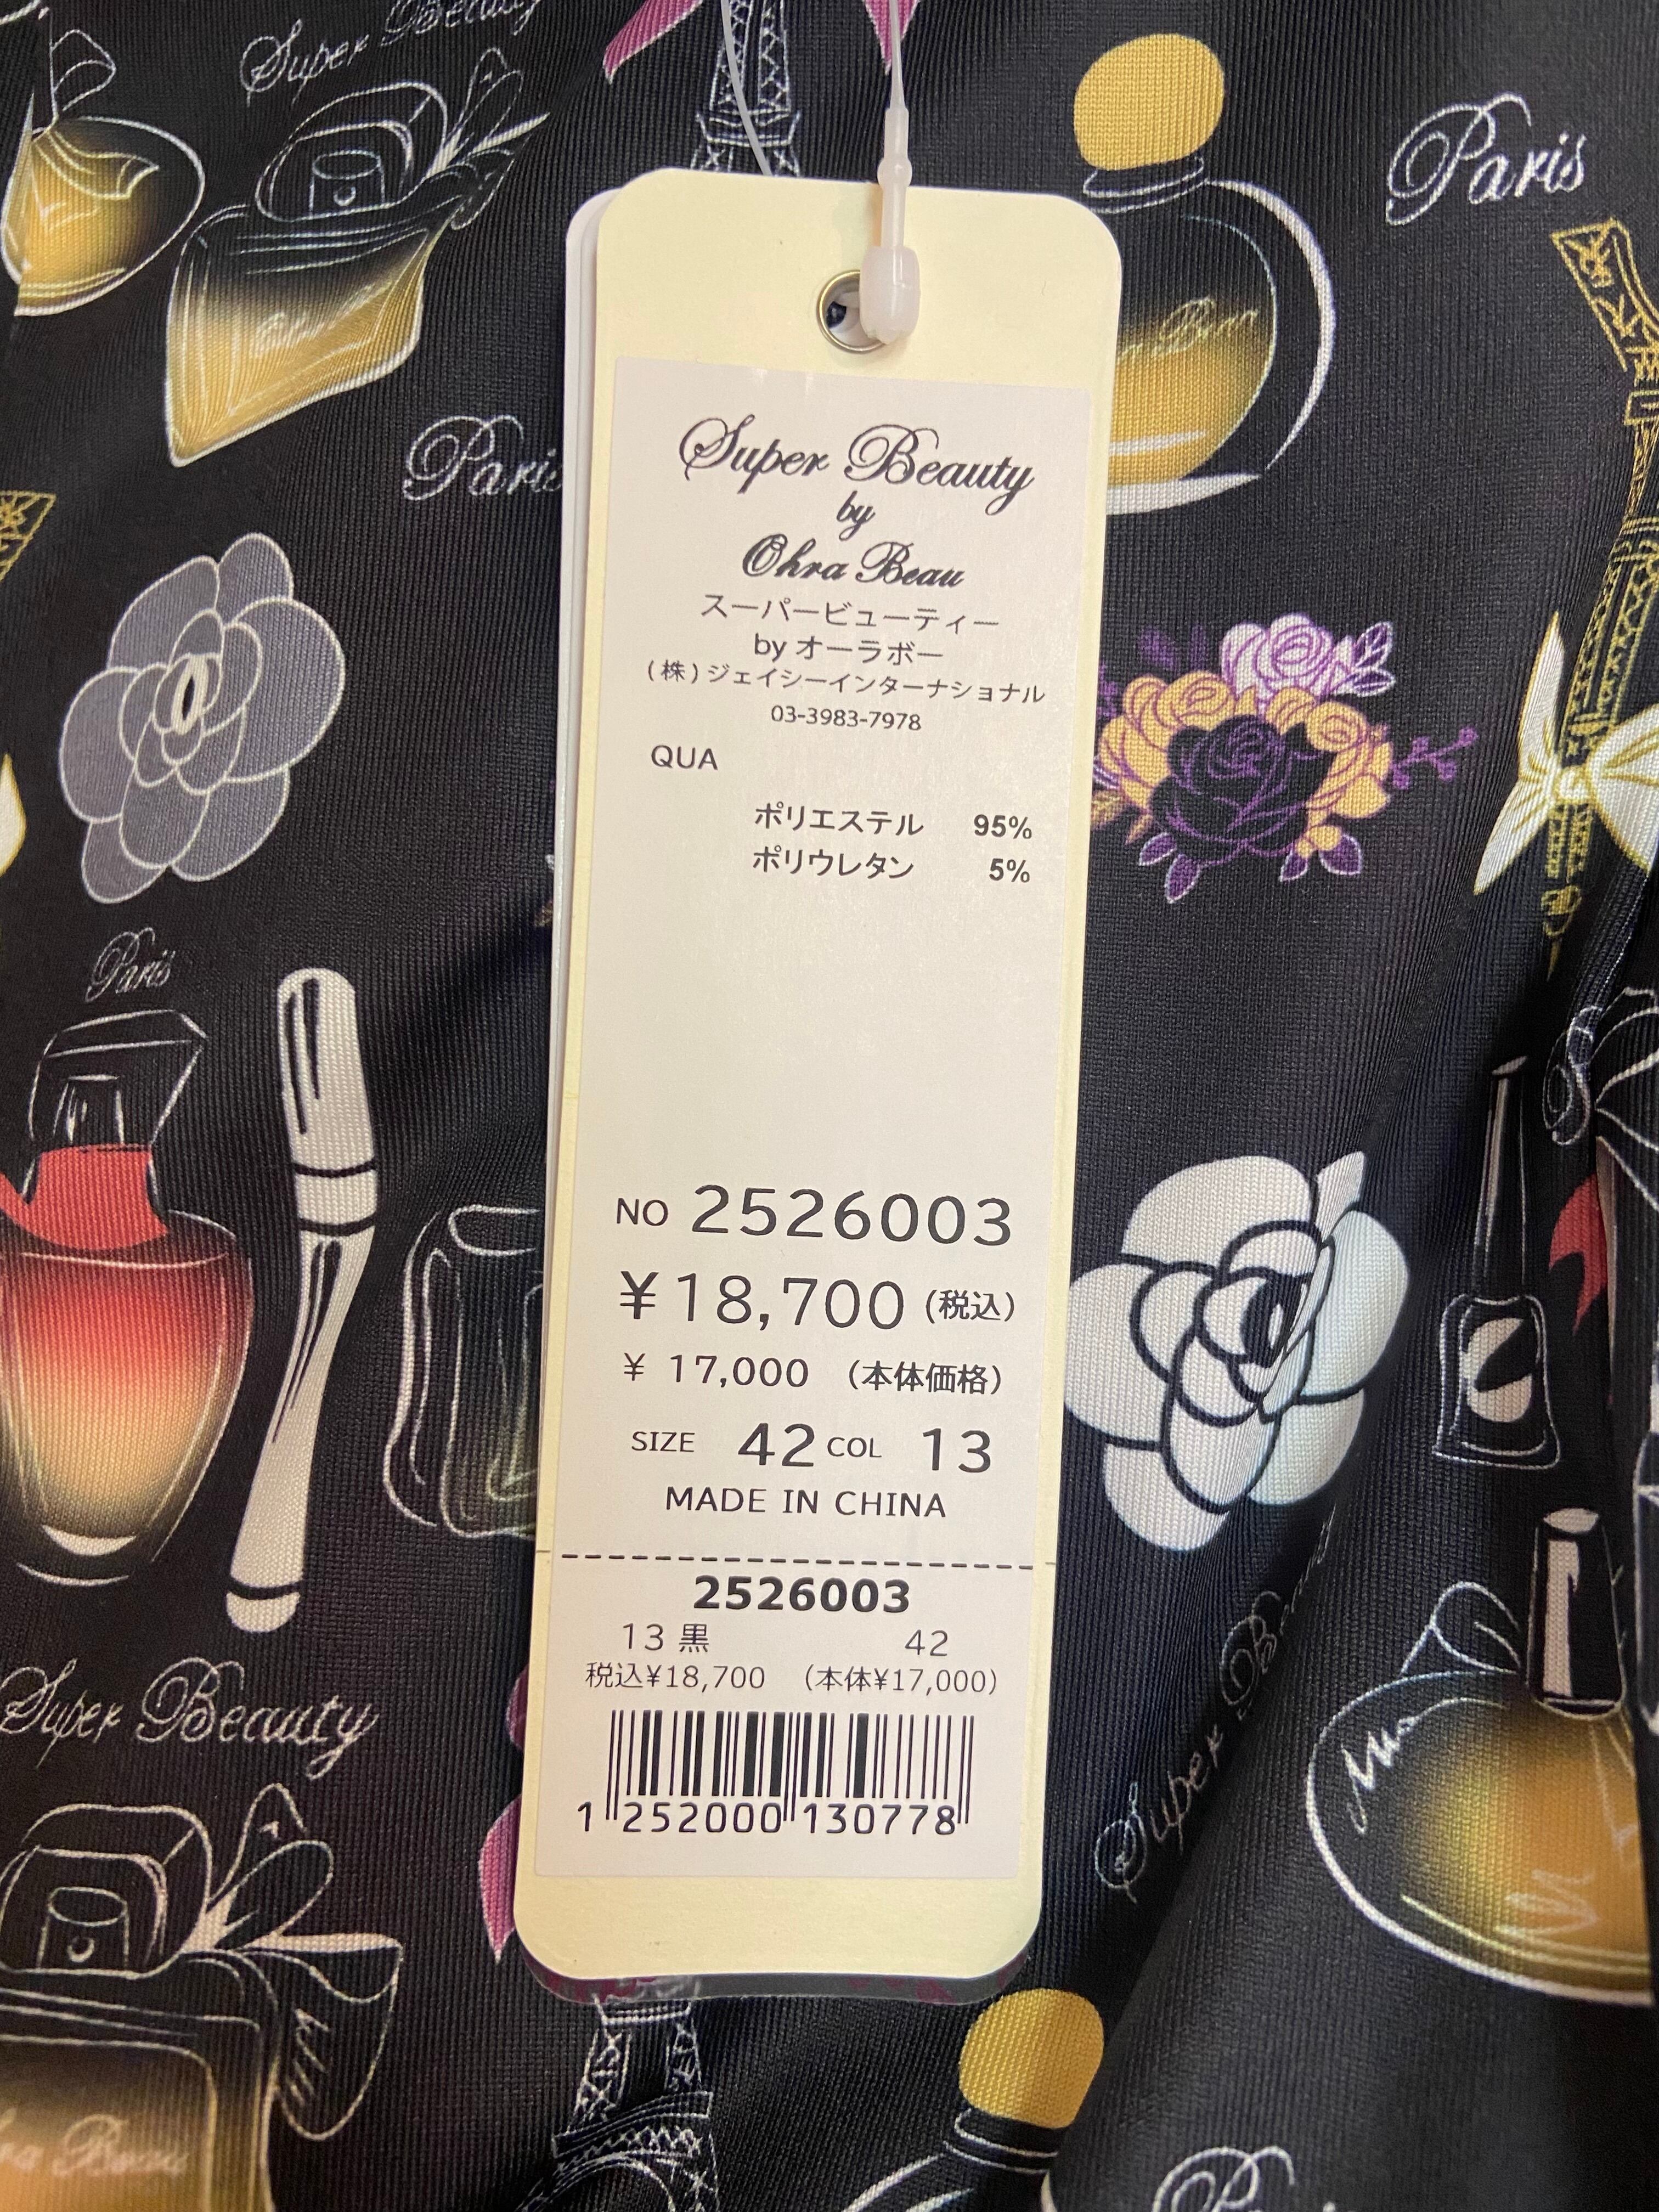 Super Beauty
Paris
Paris
Super Beauty
by
Ohra Beau
スーパービューティー
by オーラボー
(株)ジェイシーインターナショナル
03-3983-7978
QUA
ポリエステル 95%
ポリウレタン 5%
Paris
NO 2526003
¥18,700 (税込)
¥ 17,000 (本体価格)
SIZE 42 COL 13
MADE IN CHINA
2526003
13 黒 42
税込¥18,700 (本体¥17,000)
1 252000 130778
Super Beauty
Super